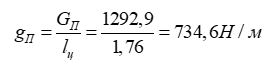 g_П = G_П / l_ц = 1292,9 / 1,76 = 734,6 Н / м